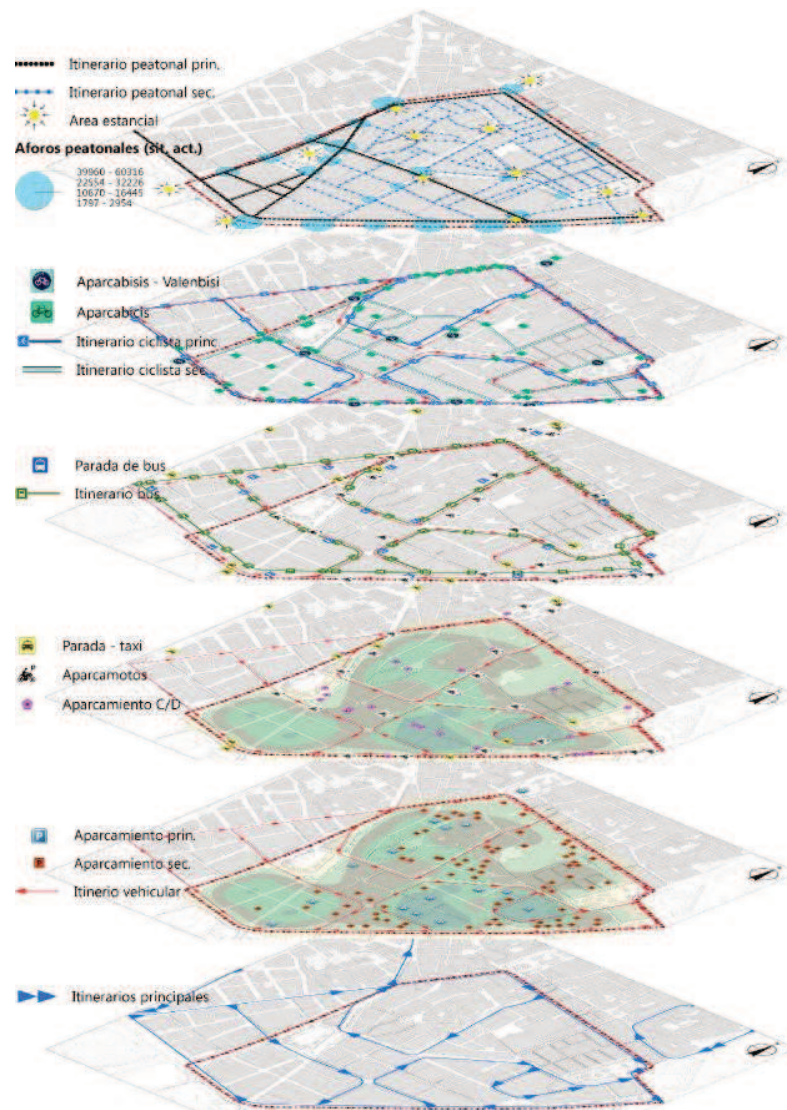 Itinerario peatonal prin.
Itinerario peatonal sec.
Area estancial
Aforos peatonales (sit. act.)
39960 - 60316
22554 - 32226
10670 - 16445
1797 - 2954
Aparcabisis - Valenbisi
Aparcabicis
Itinerario ciclista princ
Itinerario ciclista sec.
Parada de bus
Itinerario bus
Parada - taxi
Aparcamotos
Aparcamiento C/D
Aparcamiento prin.
Aparcamiento sec.
Itinerio vehicular
Itinerarios principales